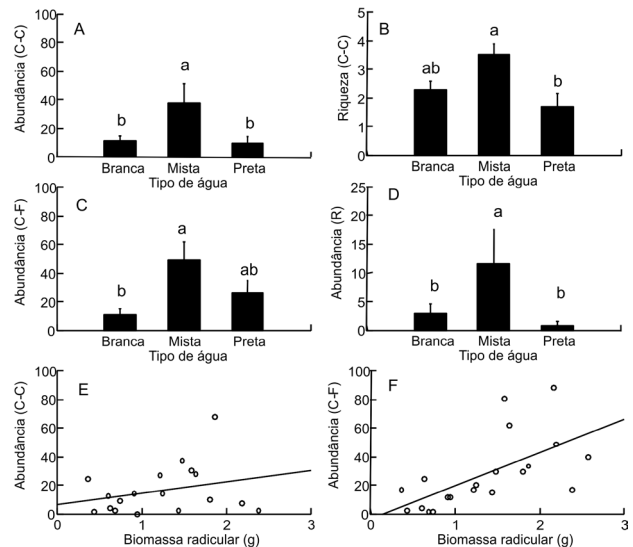 A
Abundância (C-C)
100
80
60
40
20
0
b
a
b
Branca Mista Preta
Tipo de água
B
Riqueza (C-C)
5
4
3
2
1
0
ab
a
b
Branca Mista Preta
Tipo de água
C
Abundância (C-F)
100
80
60
40
20
0
b
a
ab
Branca Mista Preta
Tipo de água
D
Abundância (R)
25
20
15
10
5
0
b
a
b
Branca Mista Preta
Tipo de água
E
Abundância (C-C)
100
80
60
40
20
0
0 1 2 3
Biomassa radicular (g)
F
Abundância (C-F)
100
80
60
40
20
0
0 1 2 3
Biomassa radicular (g)